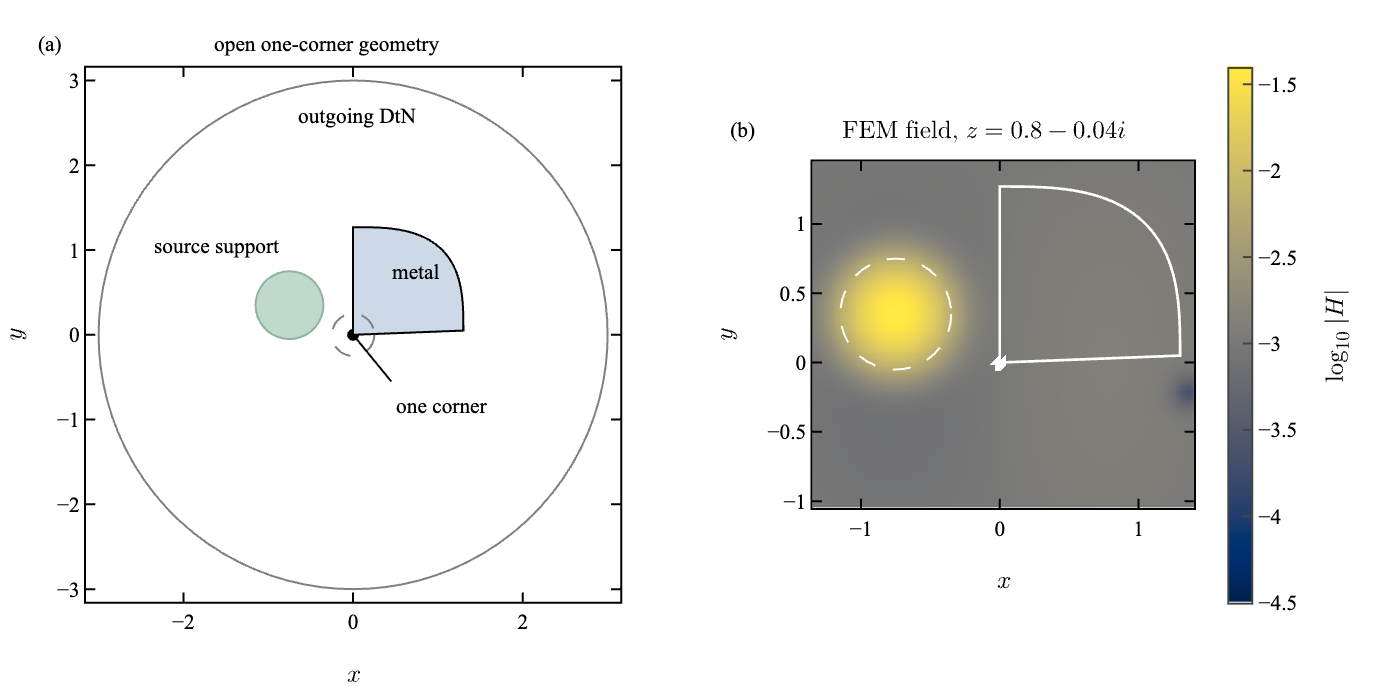 (a)
open one-corner geometry
3
2
1
0
−1
−2
−3
y
−2
0
2
x
outgoing DtN
source support
metal
one corner
(b)
FEM field, z = 0.8 − 0.04i
1
0.5
0
−0.5
−1
y
−1
0
1
x
−1.5
−2
−2.5
−3
−3.5
−4
−4.5
log₁₀ |H|